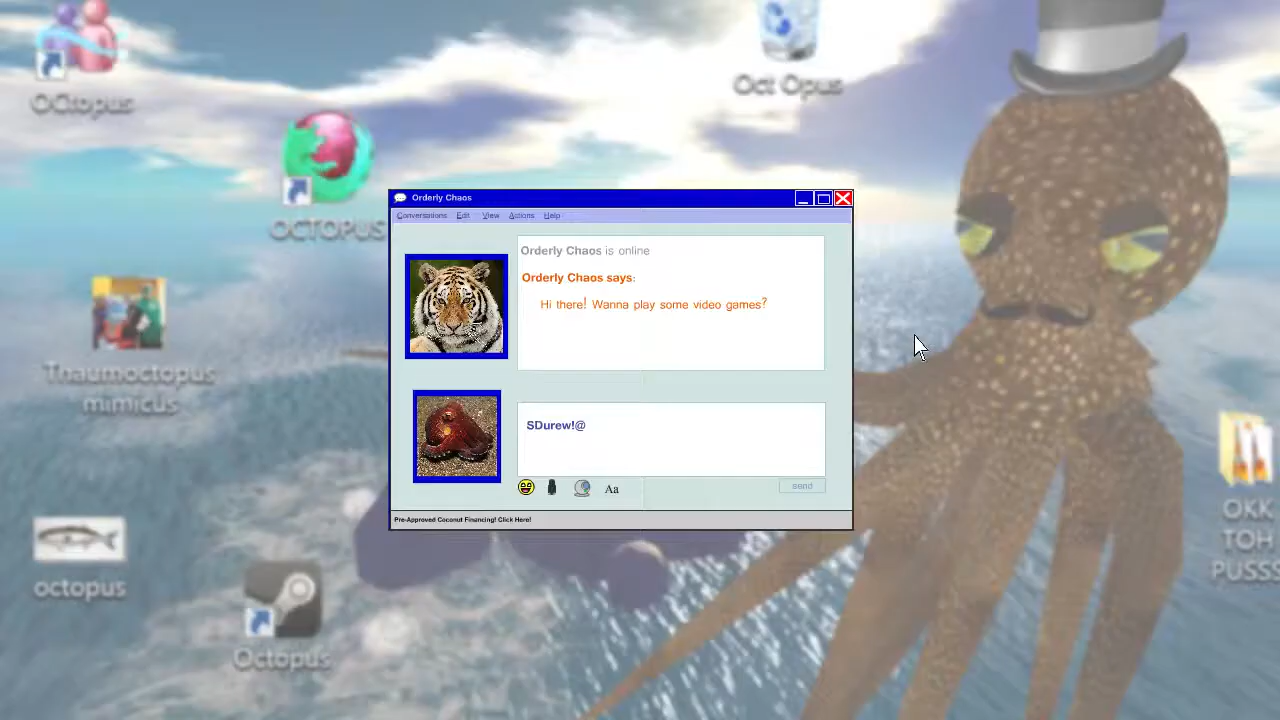 OCtopus
Oct Opus
OCTOPUS
Orderly Chaos
Conversations Edit View Actions Help
Orderly Chaos is online
Orderly Chaos says:
Hi there! Wanna play some video games?
Thaumoctopus
mimicus
SDurew!@
Aa
send
Pre-Approved Coconut Financing! Click Here!
octopus
Octopus
OKK
TOH
PUSSS